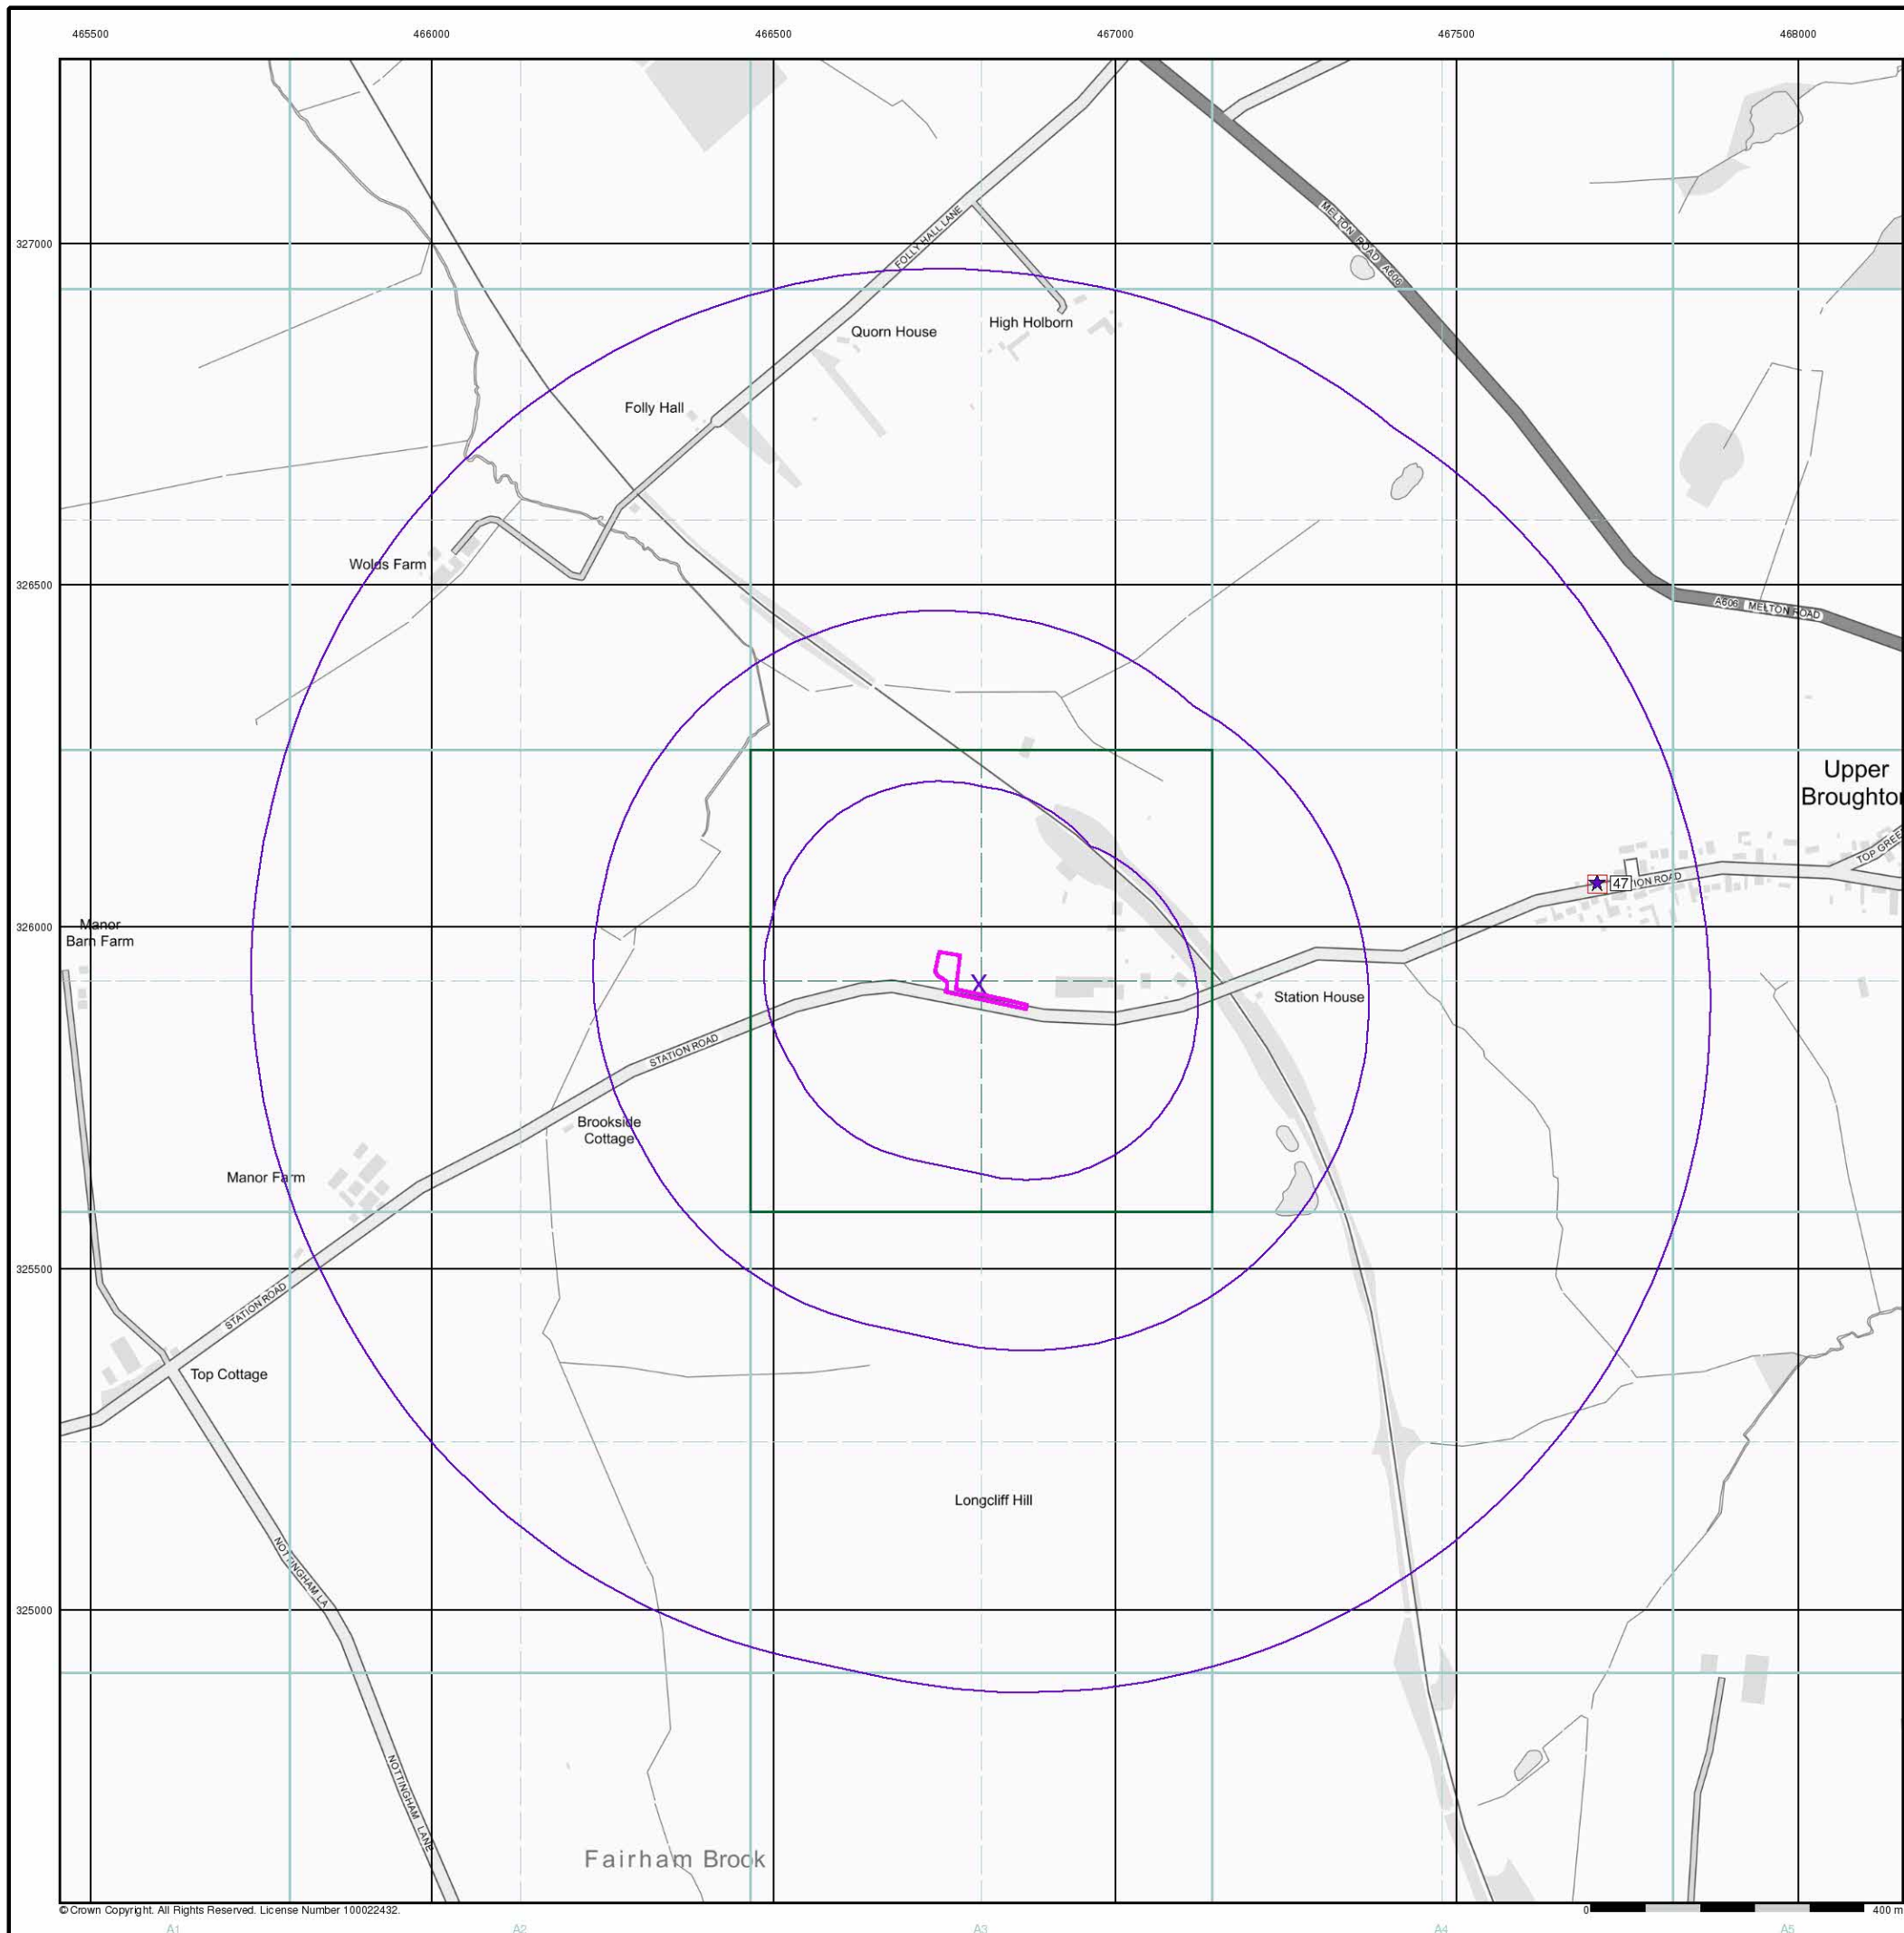 465500 466000 466500 467000 467500 468000
MELTON ROAD A606
FOLLY HALL LANE
327000
Quorn House
High Holborn
Folly Hall
Wolds Farm
326500
A606 MELTON ROAD
Upper
Broughton
TOP GREE
47
ION ROAD
326000
Manor
Barn Farm
X
Station House
STATION ROAD
Brookside
Cottage
Manor Farm
325500
STATION ROAD
Top Cottage
Longcliff Hill
NOTTINGHAM LA
325000
NOTTINGHAM LANE
Fairham Brook
© Crown Copyright. All Rights Reserved. License Number 100022432.
0 400 m
A1 A2 A3 A4 A5